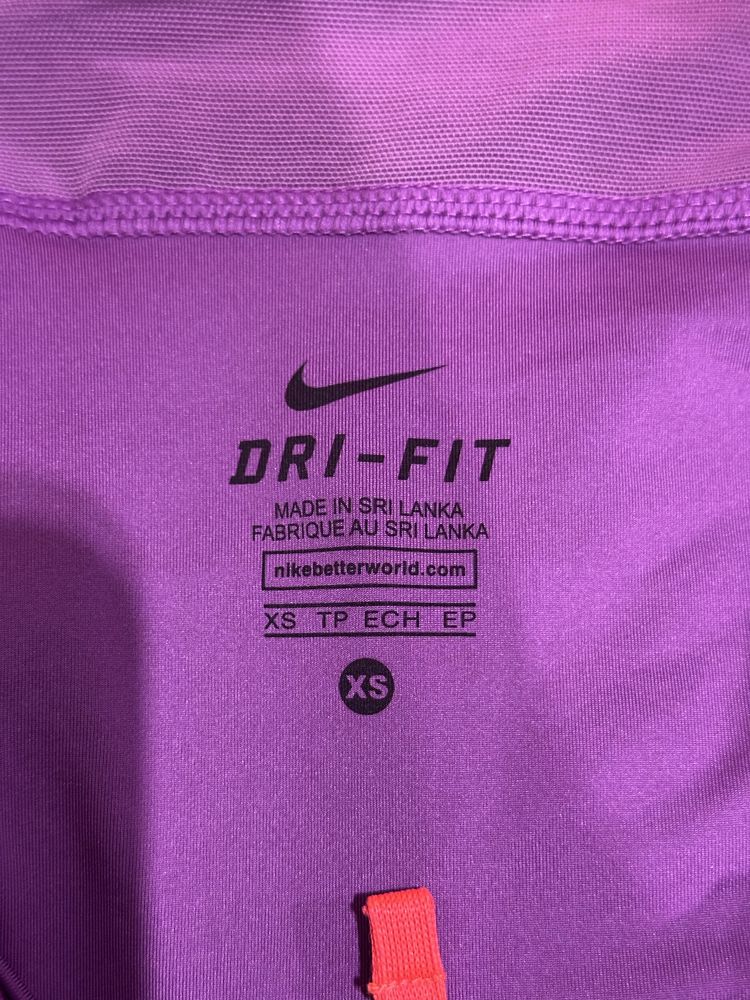 DRI-FIT
MADE IN SRI LANKA
FABRIQUE AU SRI LANKA
nikebetterworld.com
XS TP ECH EP
XS